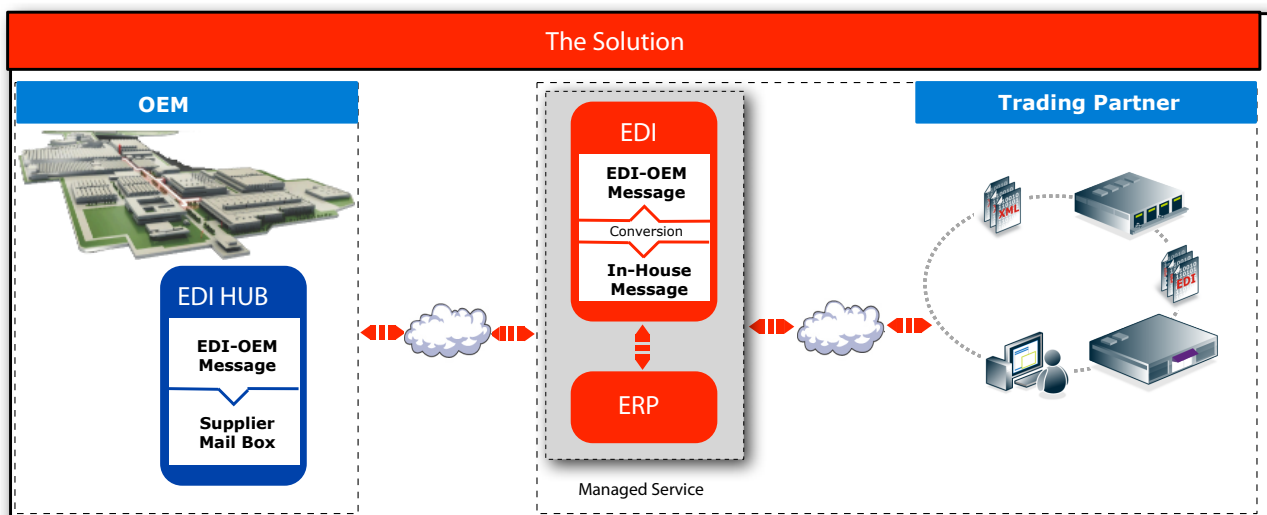 The Solution
OEM
EDI HUB
EDI-OEM
Message
Supplier
Mail Box
EDI
EDI-OEM
Message
Conversion
In-House
Message
ERP
Managed Service
Trading Partner
XML
EDI